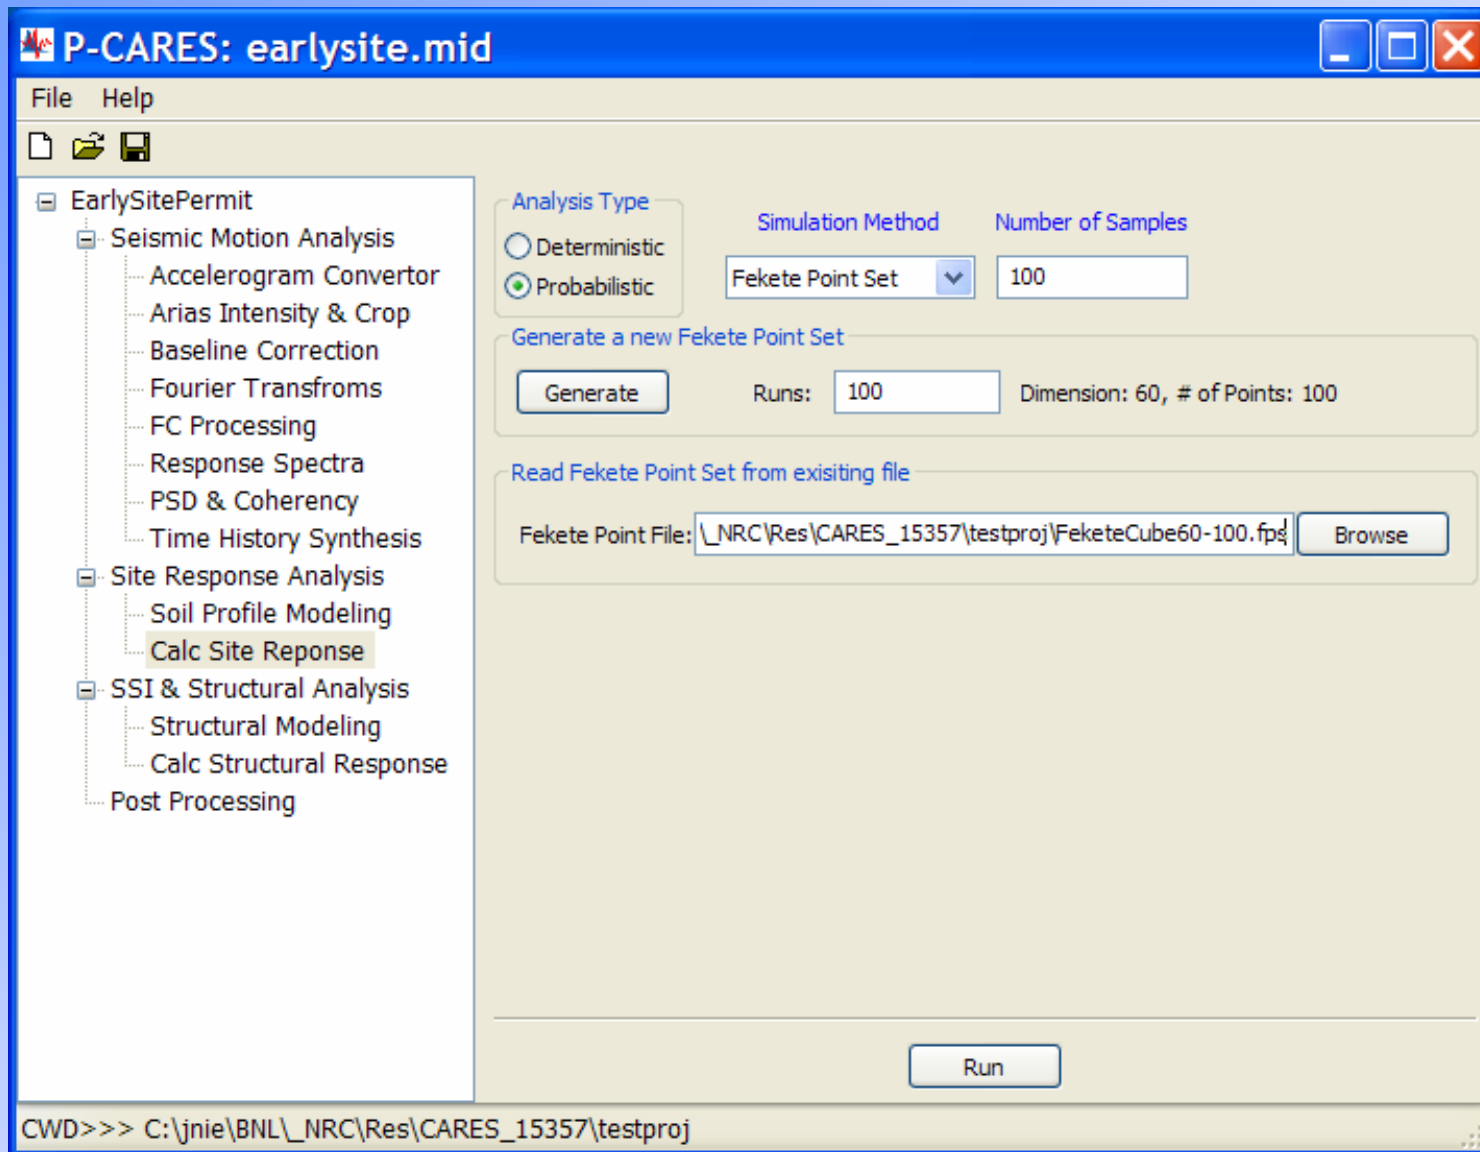 P-CARES: earlysite.mid
File Help
EarlySitePermit
Seismic Motion Analysis
Accelerogram Convertor
Arias Intensity & Crop
Baseline Correction
Fourier Transfroms
FC Processing
Response Spectra
PSD & Coherency
Time History Synthesis
Site Response Analysis
Soil Profile Modeling
Calc Site Reponse
SSI & Structural Analysis
Structural Modeling
Calc Structural Response
Post Processing
Analysis Type
Deterministic
Probabilistic
Simulation Method
Fekete Point Set
Number of Samples
100
Generate a new Fekete Point Set
Generate Runs: 100 Dimension: 60, # of Points: 100
Read Fekete Point Set from exisiting file
Fekete Point File: \_NRC\Res\CARES_15357\testproj\FeketeCube60-100.fps Browse
Run
CWD>>> C:\jnie\BNL\_NRC\Res\CARES_15357\testproj